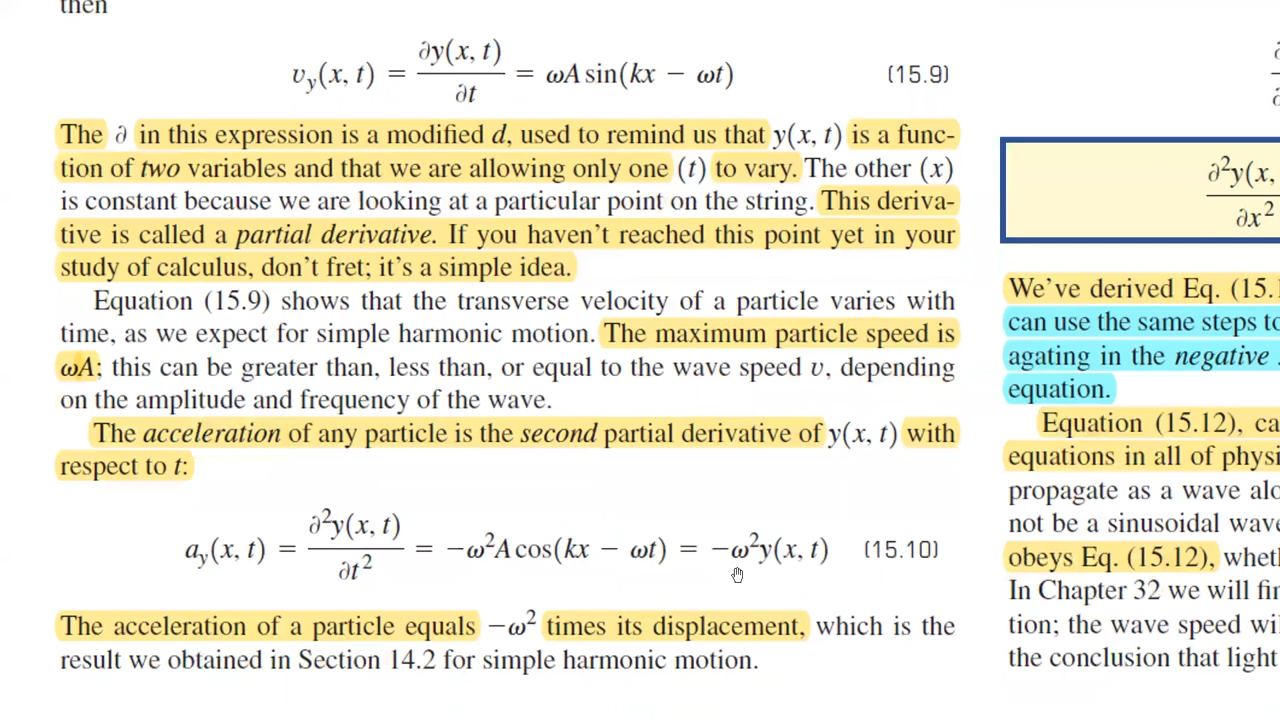 then
v_y(x, t) = ∂y(x, t)/∂t = ωA sin(kx − ωt) (15.9)
The ∂ in this expression is a modified d, used to remind us that y(x, t) is a func-
tion of two variables and that we are allowing only one (t) to vary. The other (x)
is constant because we are looking at a particular point on the string. This deriva-
tive is called a partial derivative. If you haven't reached this point yet in your
study of calculus, don't fret; it's a simple idea.
Equation (15.9) shows that the transverse velocity of a particle varies with
time, as we expect for simple harmonic motion. The maximum particle speed is
ωA; this can be greater than, less than, or equal to the wave speed v, depending
on the amplitude and frequency of the wave.
The acceleration of any particle is the second partial derivative of y(x, t) with
respect to t:
a_y(x, t) = ∂²y(x, t)/∂t² = −ω²A cos(kx − ωt) = −ω²y(x, t) (15.10)
The acceleration of a particle equals −ω² times its displacement, which is the
result we obtained in Section 14.2 for simple harmonic motion.
∂²y(x,
∂x²
We've derived Eq. (15.1
can use the same steps to
agating in the negative
equation.
Equation (15.12), ca
equations in all of physi
propagate as a wave alo
not be a sinusoidal wave
obeys Eq. (15.12), wheth
In Chapter 32 we will fin
tion; the wave speed wi
the conclusion that light